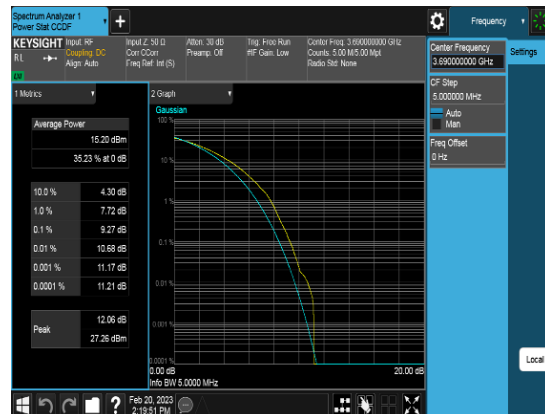 Spectrum Analyzer 1
Power Stat CCDF
+
Frequency
KEYSIGHT
Input: RF
Coupling: DC
Align: Auto
Input Z: 50 Ω
Corr CCorr
Freq Ref: Int (S)
Atten: 30 dB
Preamp: Off
Trig: Free Run
#IF Gain: Low
Center Freq: 3.690000000 GHz
Counts: 5.00 M/5.00 Mpt
Radio Std: None
RL
LXI
Center Frequency
3.690000000 GHz
Settings
CF Step
5.000000 MHz
Auto
Man
Freq Offset
0 Hz
1 Metrics
2 Graph
Average Power
15.20 dBm
35.23 % at 0 dB
10.0 % 4.30 dB
1.0 % 7.72 dB
0.1 % 9.27 dB
0.01 % 10.68 dB
0.001 % 11.17 dB
0.0001 % 11.21 dB
Peak
12.06 dB
27.26 dBm
Gaussian
100 %
10 %
1 %
0.1 %
0.01 %
0.001 %
0.0001 %
0.00 dB
20.00 dB
Info BW 5.0000 MHz
Local
?
Feb 20, 2023
2:19:51 PM